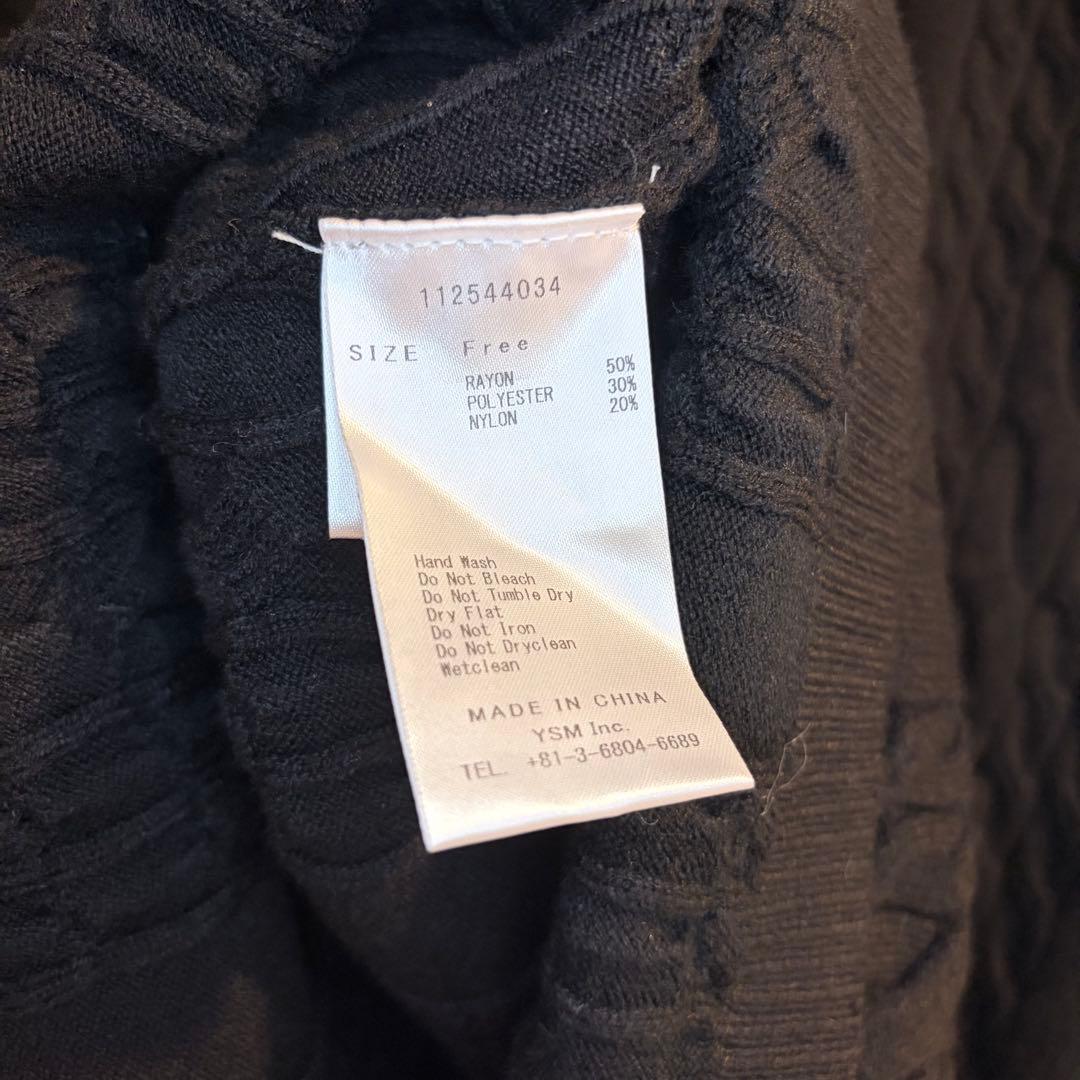 112544034
SIZE Free
RAYON 50%
POLYESTER 30%
NYLON 20%
Hand Wash
Do Not Bleach
Do Not Tumble Dry
Dry Flat
Do Not Iron
Do Not Dryclean
Wetclean
MADE IN CHINA
YSM Inc.
TEL. +81-3-6804-6689